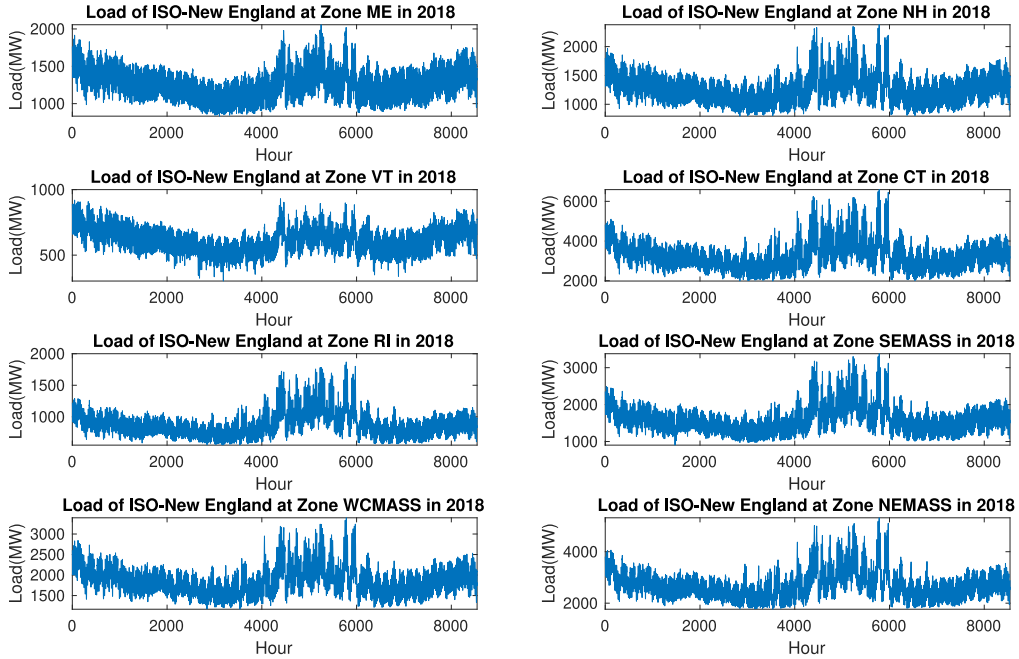 Load of ISO-New England at Zone ME in 2018
2000
1500
1000
Load(MW)
0 2000 4000 6000 8000
Hour
Load of ISO-New England at Zone NH in 2018
2000
1500
1000
Load(MW)
0 2000 4000 6000 8000
Hour
Load of ISO-New England at Zone VT in 2018
1000
500
Load(MW)
0 2000 4000 6000 8000
Hour
Load of ISO-New England at Zone CT in 2018
6000
4000
2000
Load(MW)
0 2000 4000 6000 8000
Hour
Load of ISO-New England at Zone RI in 2018
2000
1500
1000
Load(MW)
0 2000 4000 6000 8000
Hour
Load of ISO-New England at Zone SEMASS in 2018
3000
2000
1000
Load(MW)
0 2000 4000 6000 8000
Hour
Load of ISO-New England at Zone WCMASS in 2018
3000
2500
2000
1500
Load(MW)
0 2000 4000 6000 8000
Hour
Load of ISO-New England at Zone NEMASS in 2018
4000
2000
Load(MW)
0 2000 4000 6000 8000
Hour